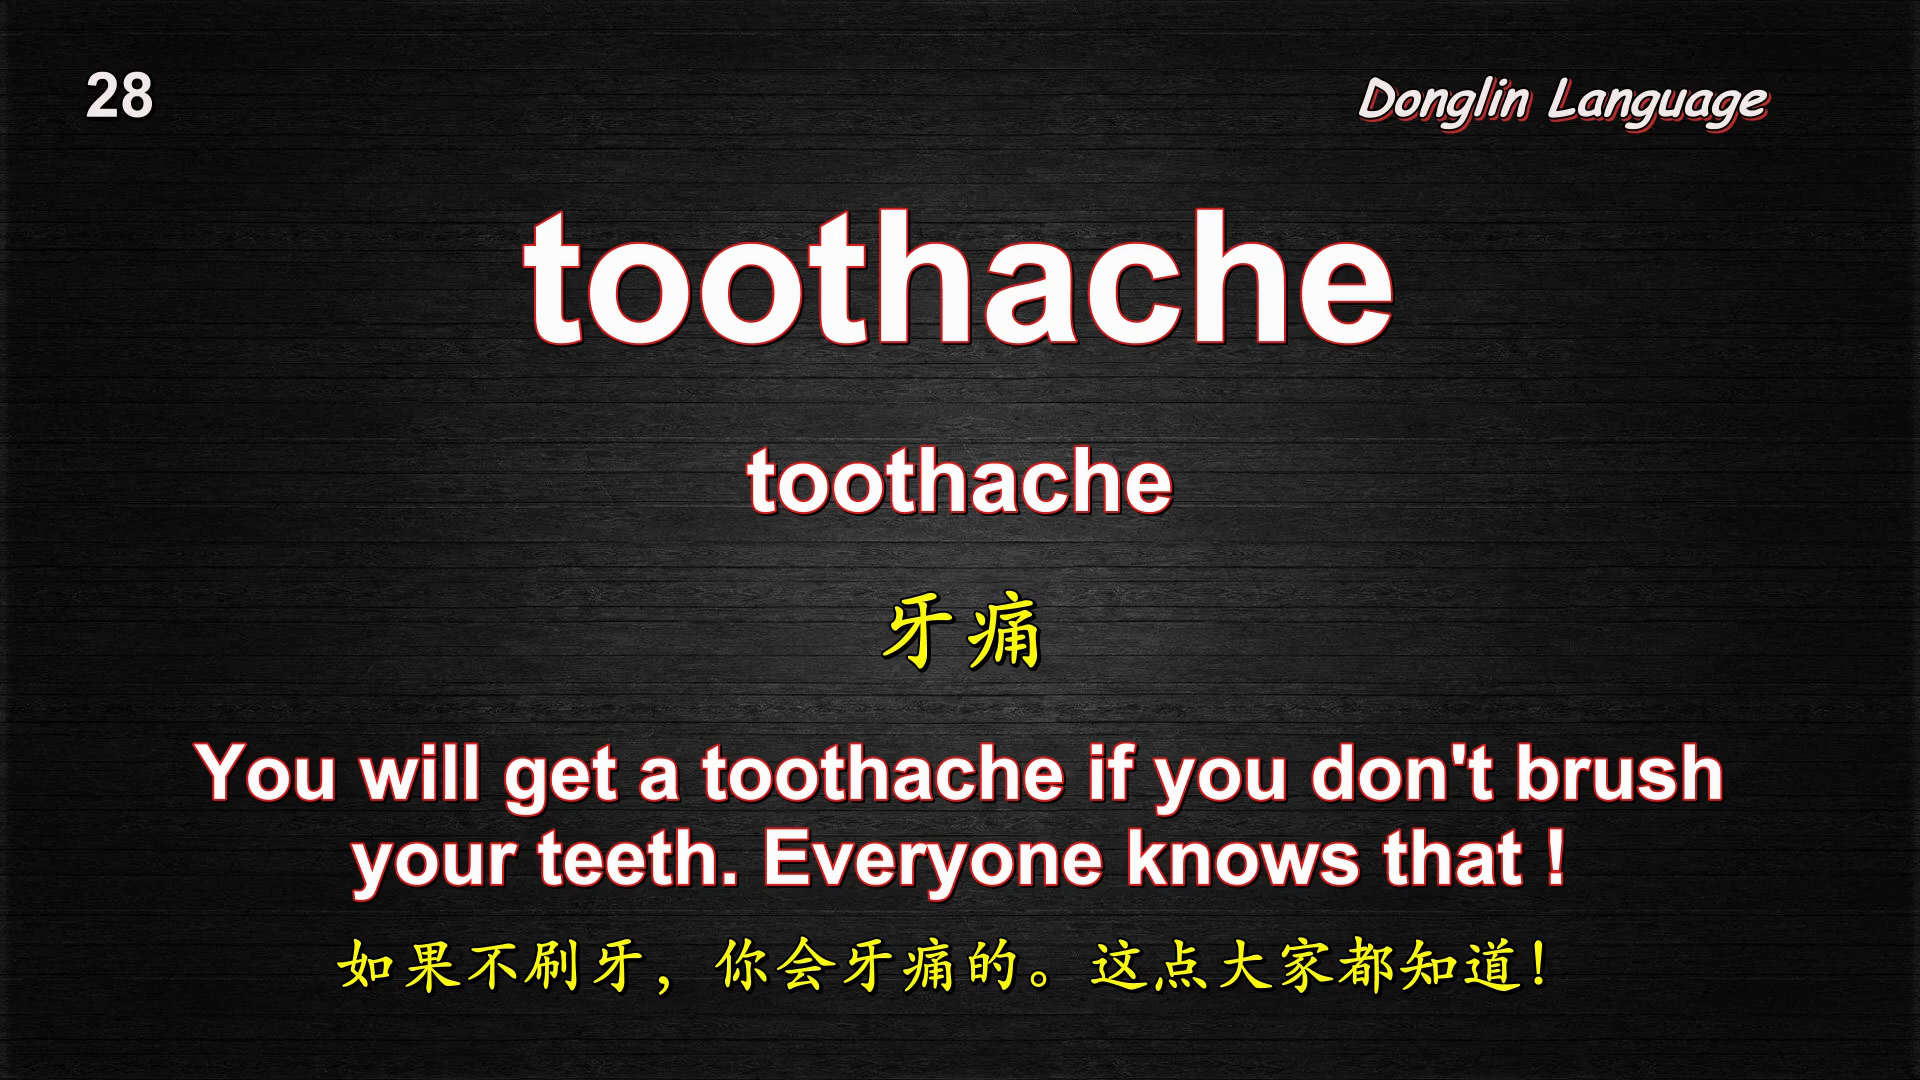 28
Donglin Language
toothache
toothache
牙痛
You will get a toothache if you don't brush
your teeth. Everyone knows that !
如果不刷牙，你会牙痛的。这点大家都知道！